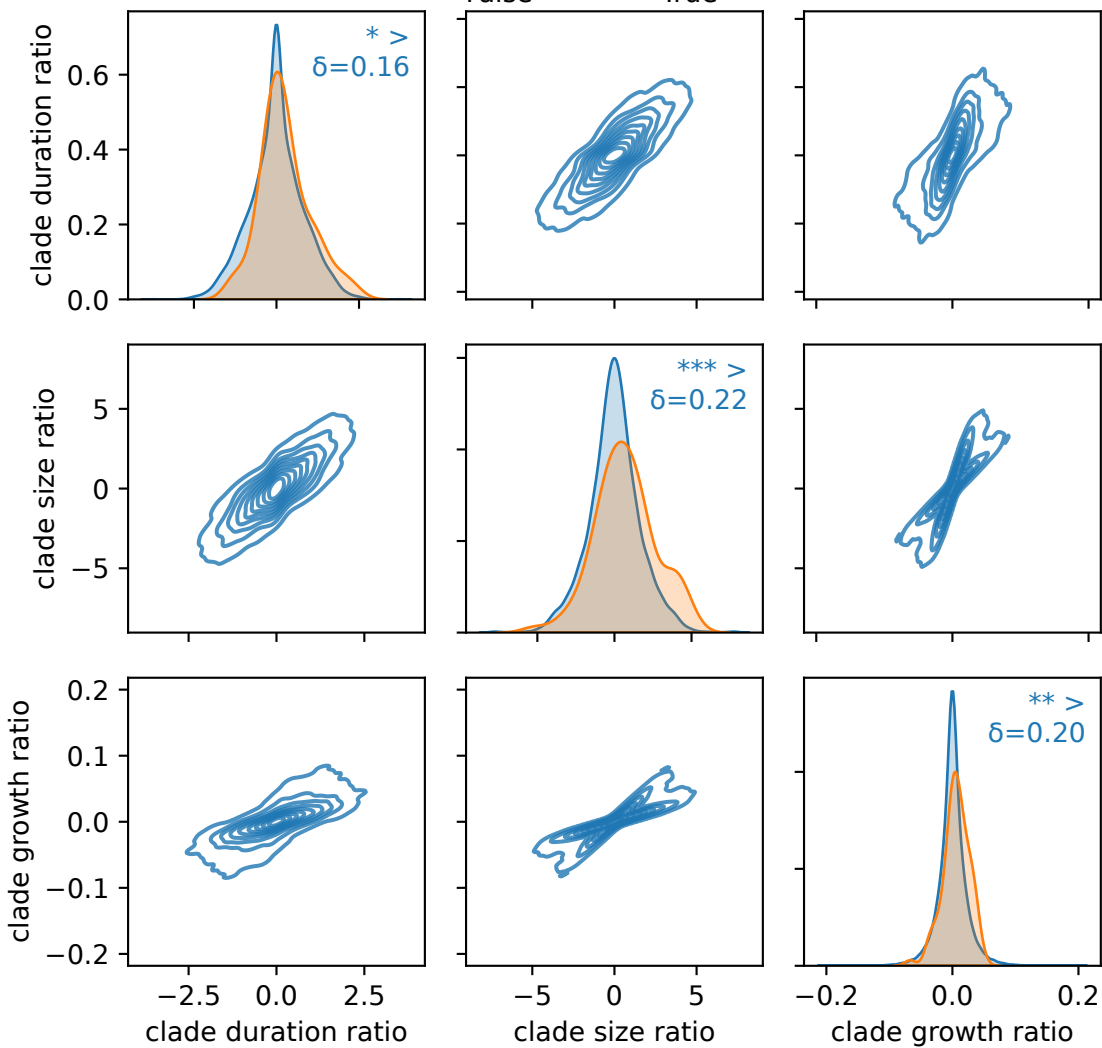 False True
clade duration ratio
0.6
0.4
0.2
0.0
* >
δ=0.16
clade size ratio
5
0
−5
*** >
δ=0.22
clade growth ratio
0.2
0.1
0.0
−0.1
−0.2
** >
δ=0.20
−2.5 0.0 2.5
−5 0 5
−0.2 0.0 0.2
clade duration ratio
clade size ratio
clade growth ratio